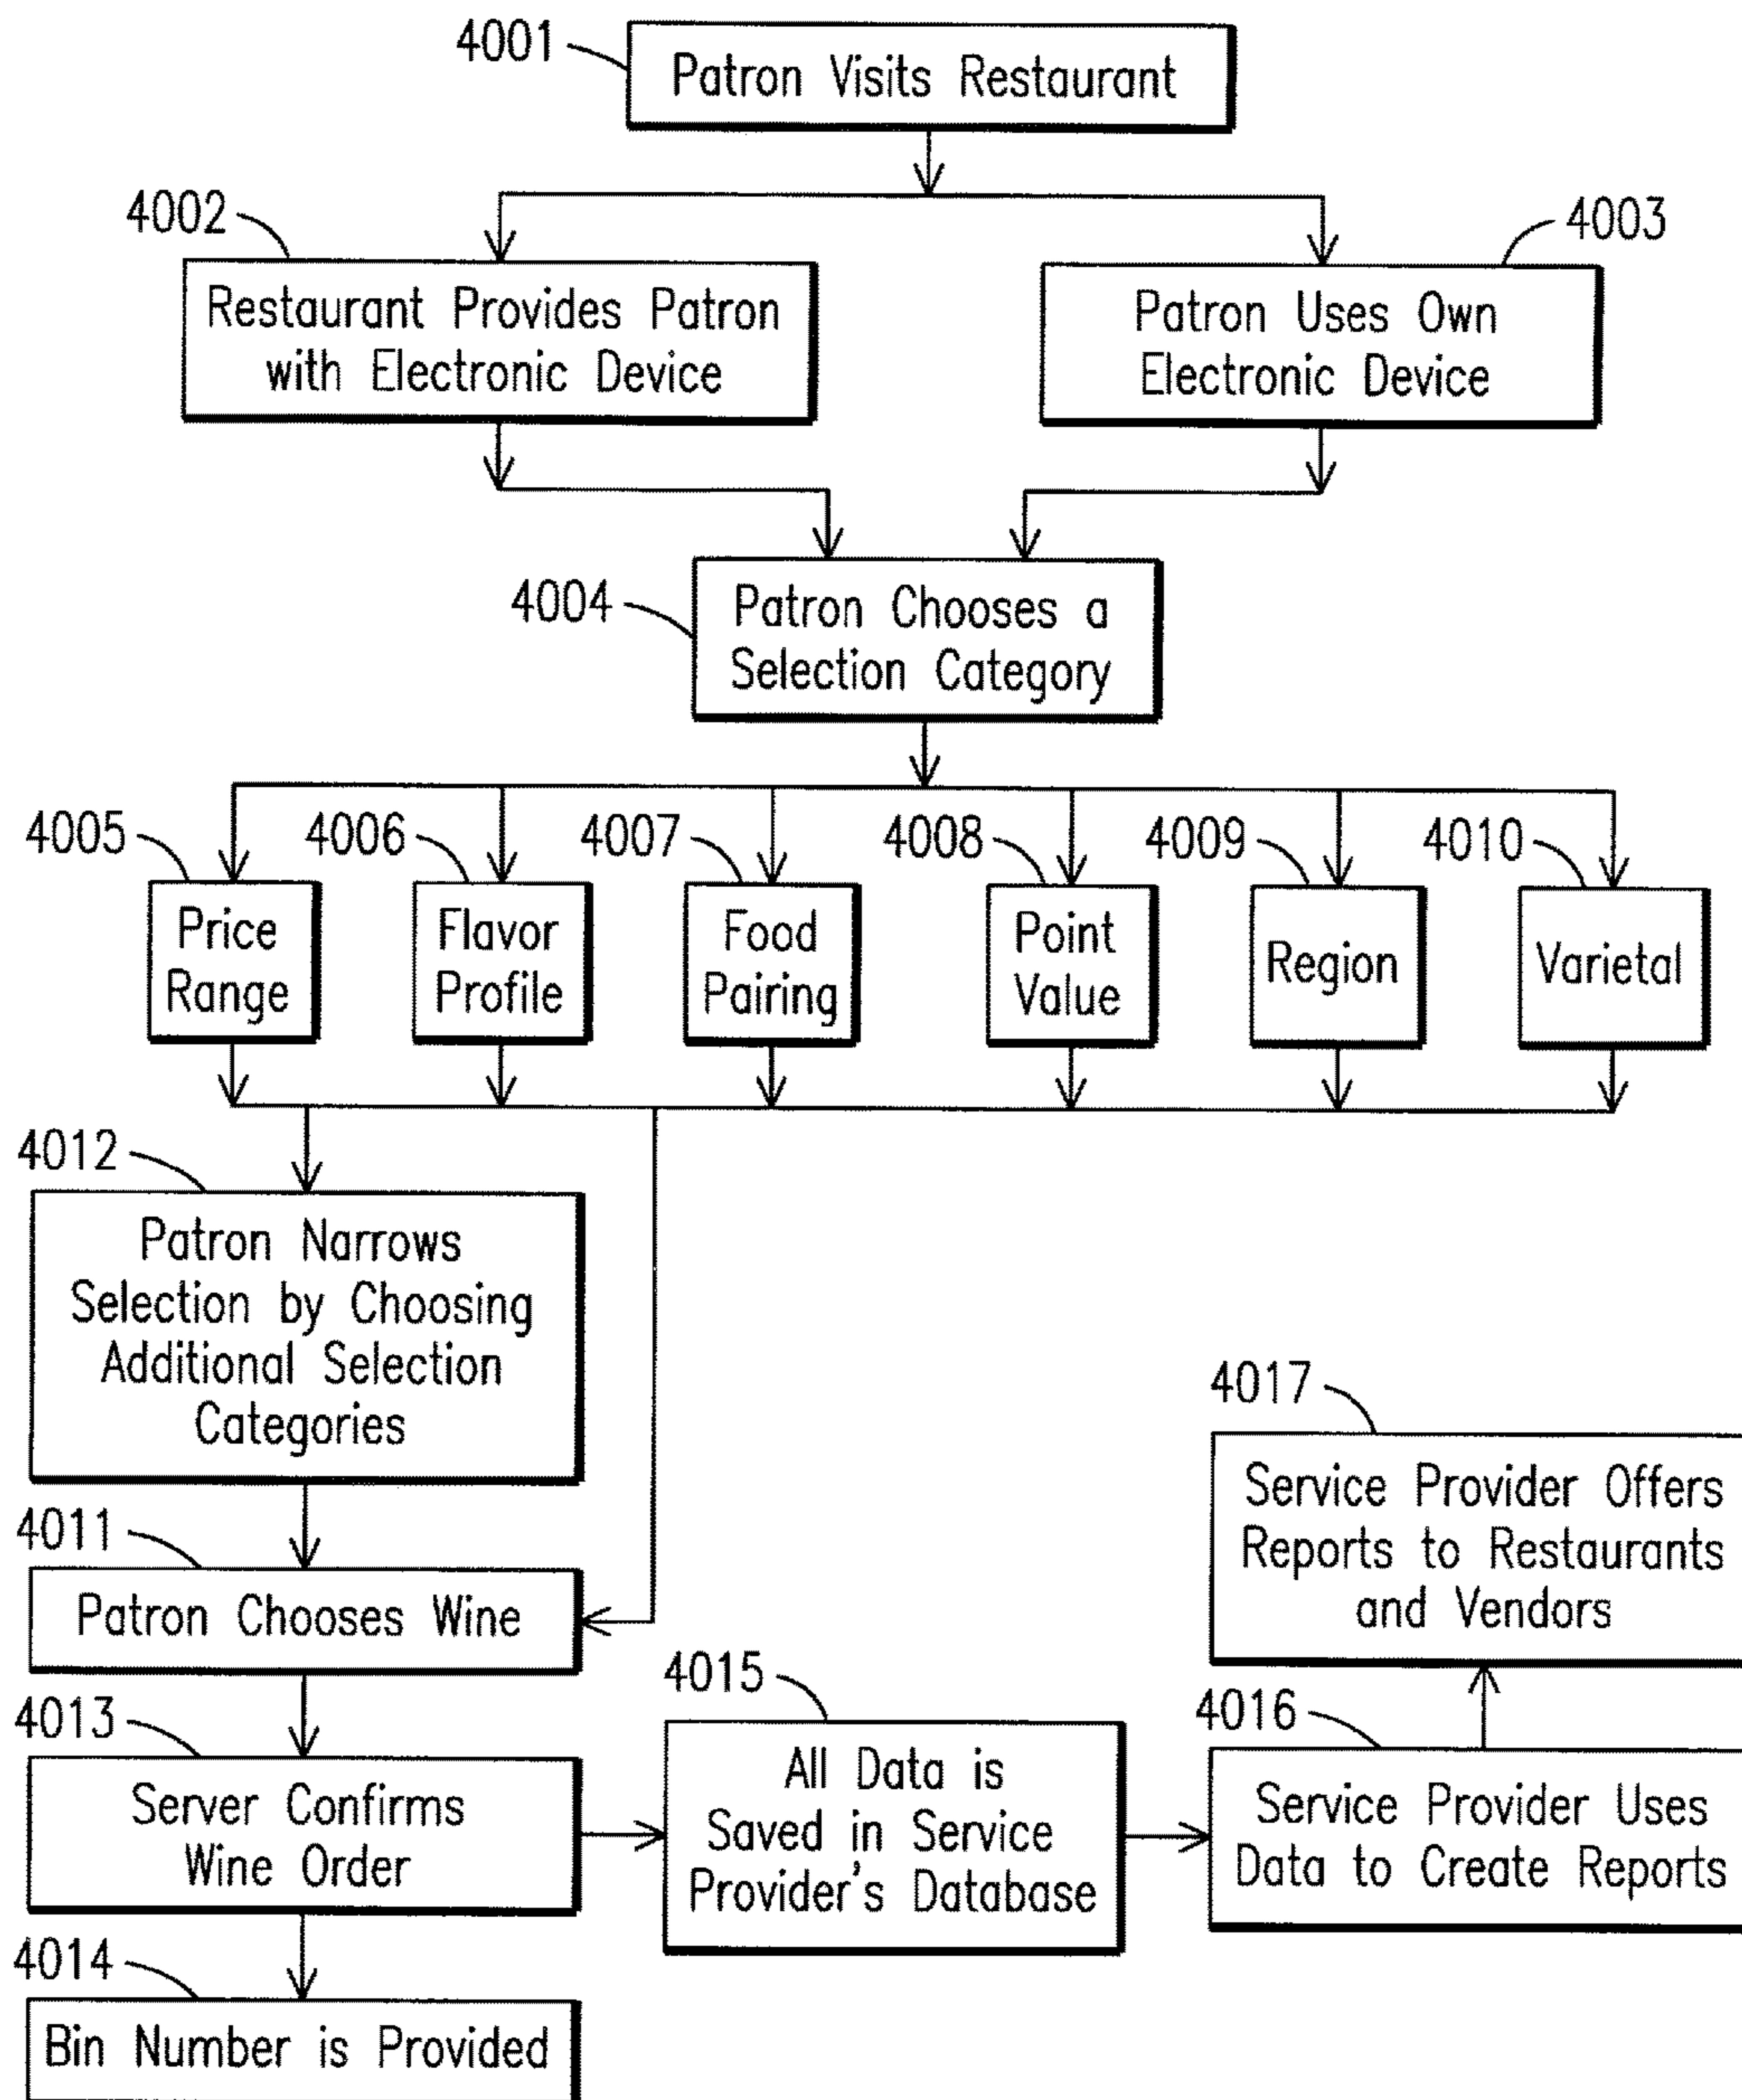 4001
Patron Visits Restaurant
4002
4003
Restaurant Provides Patron
with Electronic Device
Patron Uses Own
Electronic Device
4004
Patron Chooses a
Selection Category
4005
4006
4007
4008
4009
4010
Price
Range
Flavor
Profile
Food
Pairing
Point
Value
Region
Varietal
4012
Patron Narrows
Selection by Choosing
Additional Selection
Categories
4011
Patron Chooses Wine
4013
Server Confirms
Wine Order
4014
Bin Number is Provided
4015
All Data is
Saved in Service
Provider's Database
4016
Service Provider Uses
Data to Create Reports
4017
Service Provider Offers
Reports to Restaurants
and Vendors